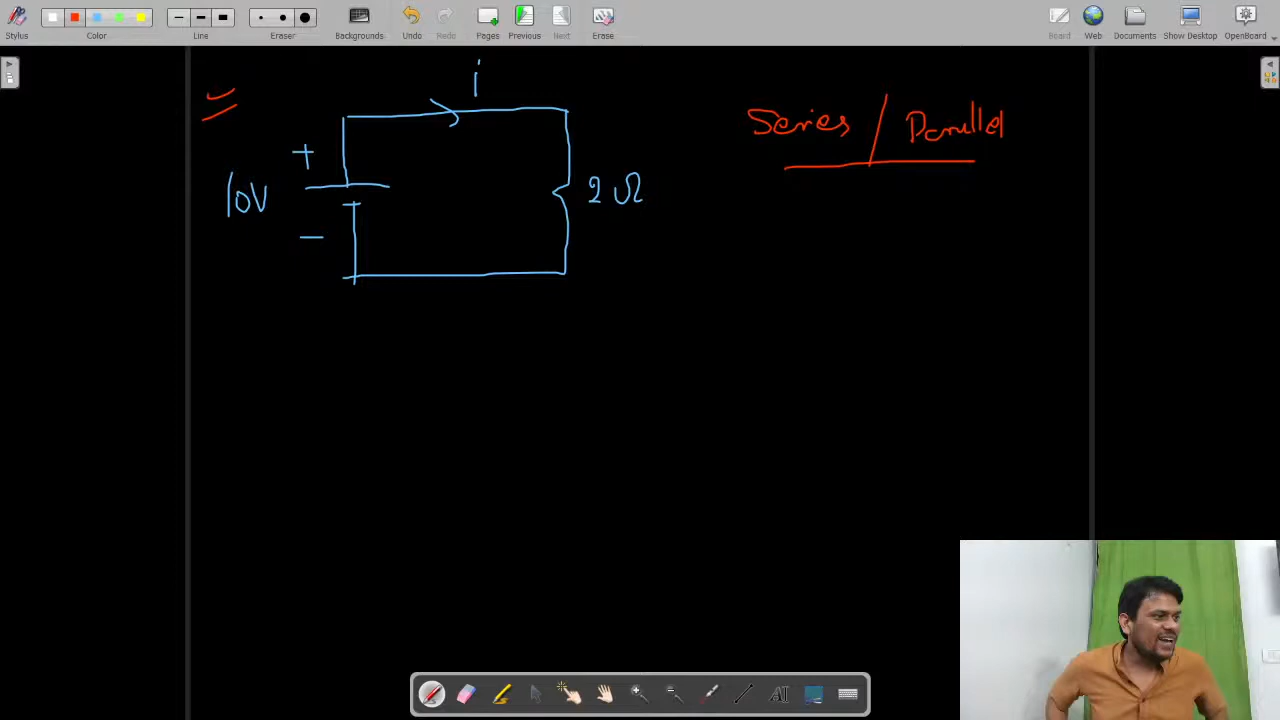 Stylus Color Line Eraser Backgrounds Undo Redo Pages Previous Next Erase Board Web Documents Show Desktop OpenBoard
i
Series / Parallel
+
10V
2 Ω
−
AI